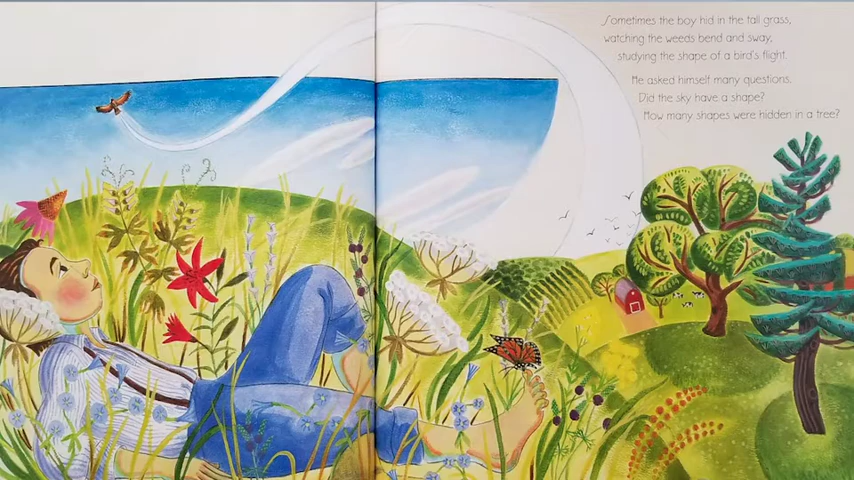 Sometimes the boy hid in the tall grass,
watching the weeds bend and sway,
studying the shape of a bird's flight.
He asked himself many questions.
Did the sky have a shape?
How many shapes were hidden in a tree?